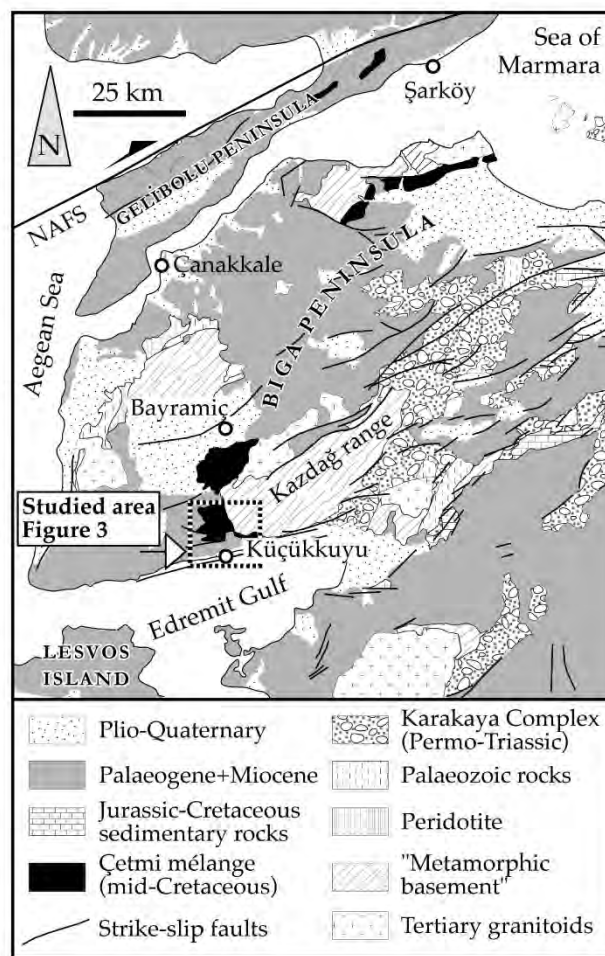 Sea of
Marmara
25 km
Şarköy
N
GELİBOLU PENINSULA
NAFS
Çanakkale
BIGA PENINSULA
Aegean Sea
Bayramiç
Kazdağ range
Studied area
Figure 3
Küçükkuyu
Edremit Gulf
LESVOS
ISLAND
Plio-Quaternary
Palaeogene+Miocene
Jurassic-Cretaceous
sedimentary rocks
Çetmi mélange
(mid-Cretaceous)
Strike-slip faults
Karakaya Complex
(Permo-Triassic)
Palaeozoic rocks
Peridotite
"Metamorphic
basement"
Tertiary granitoids